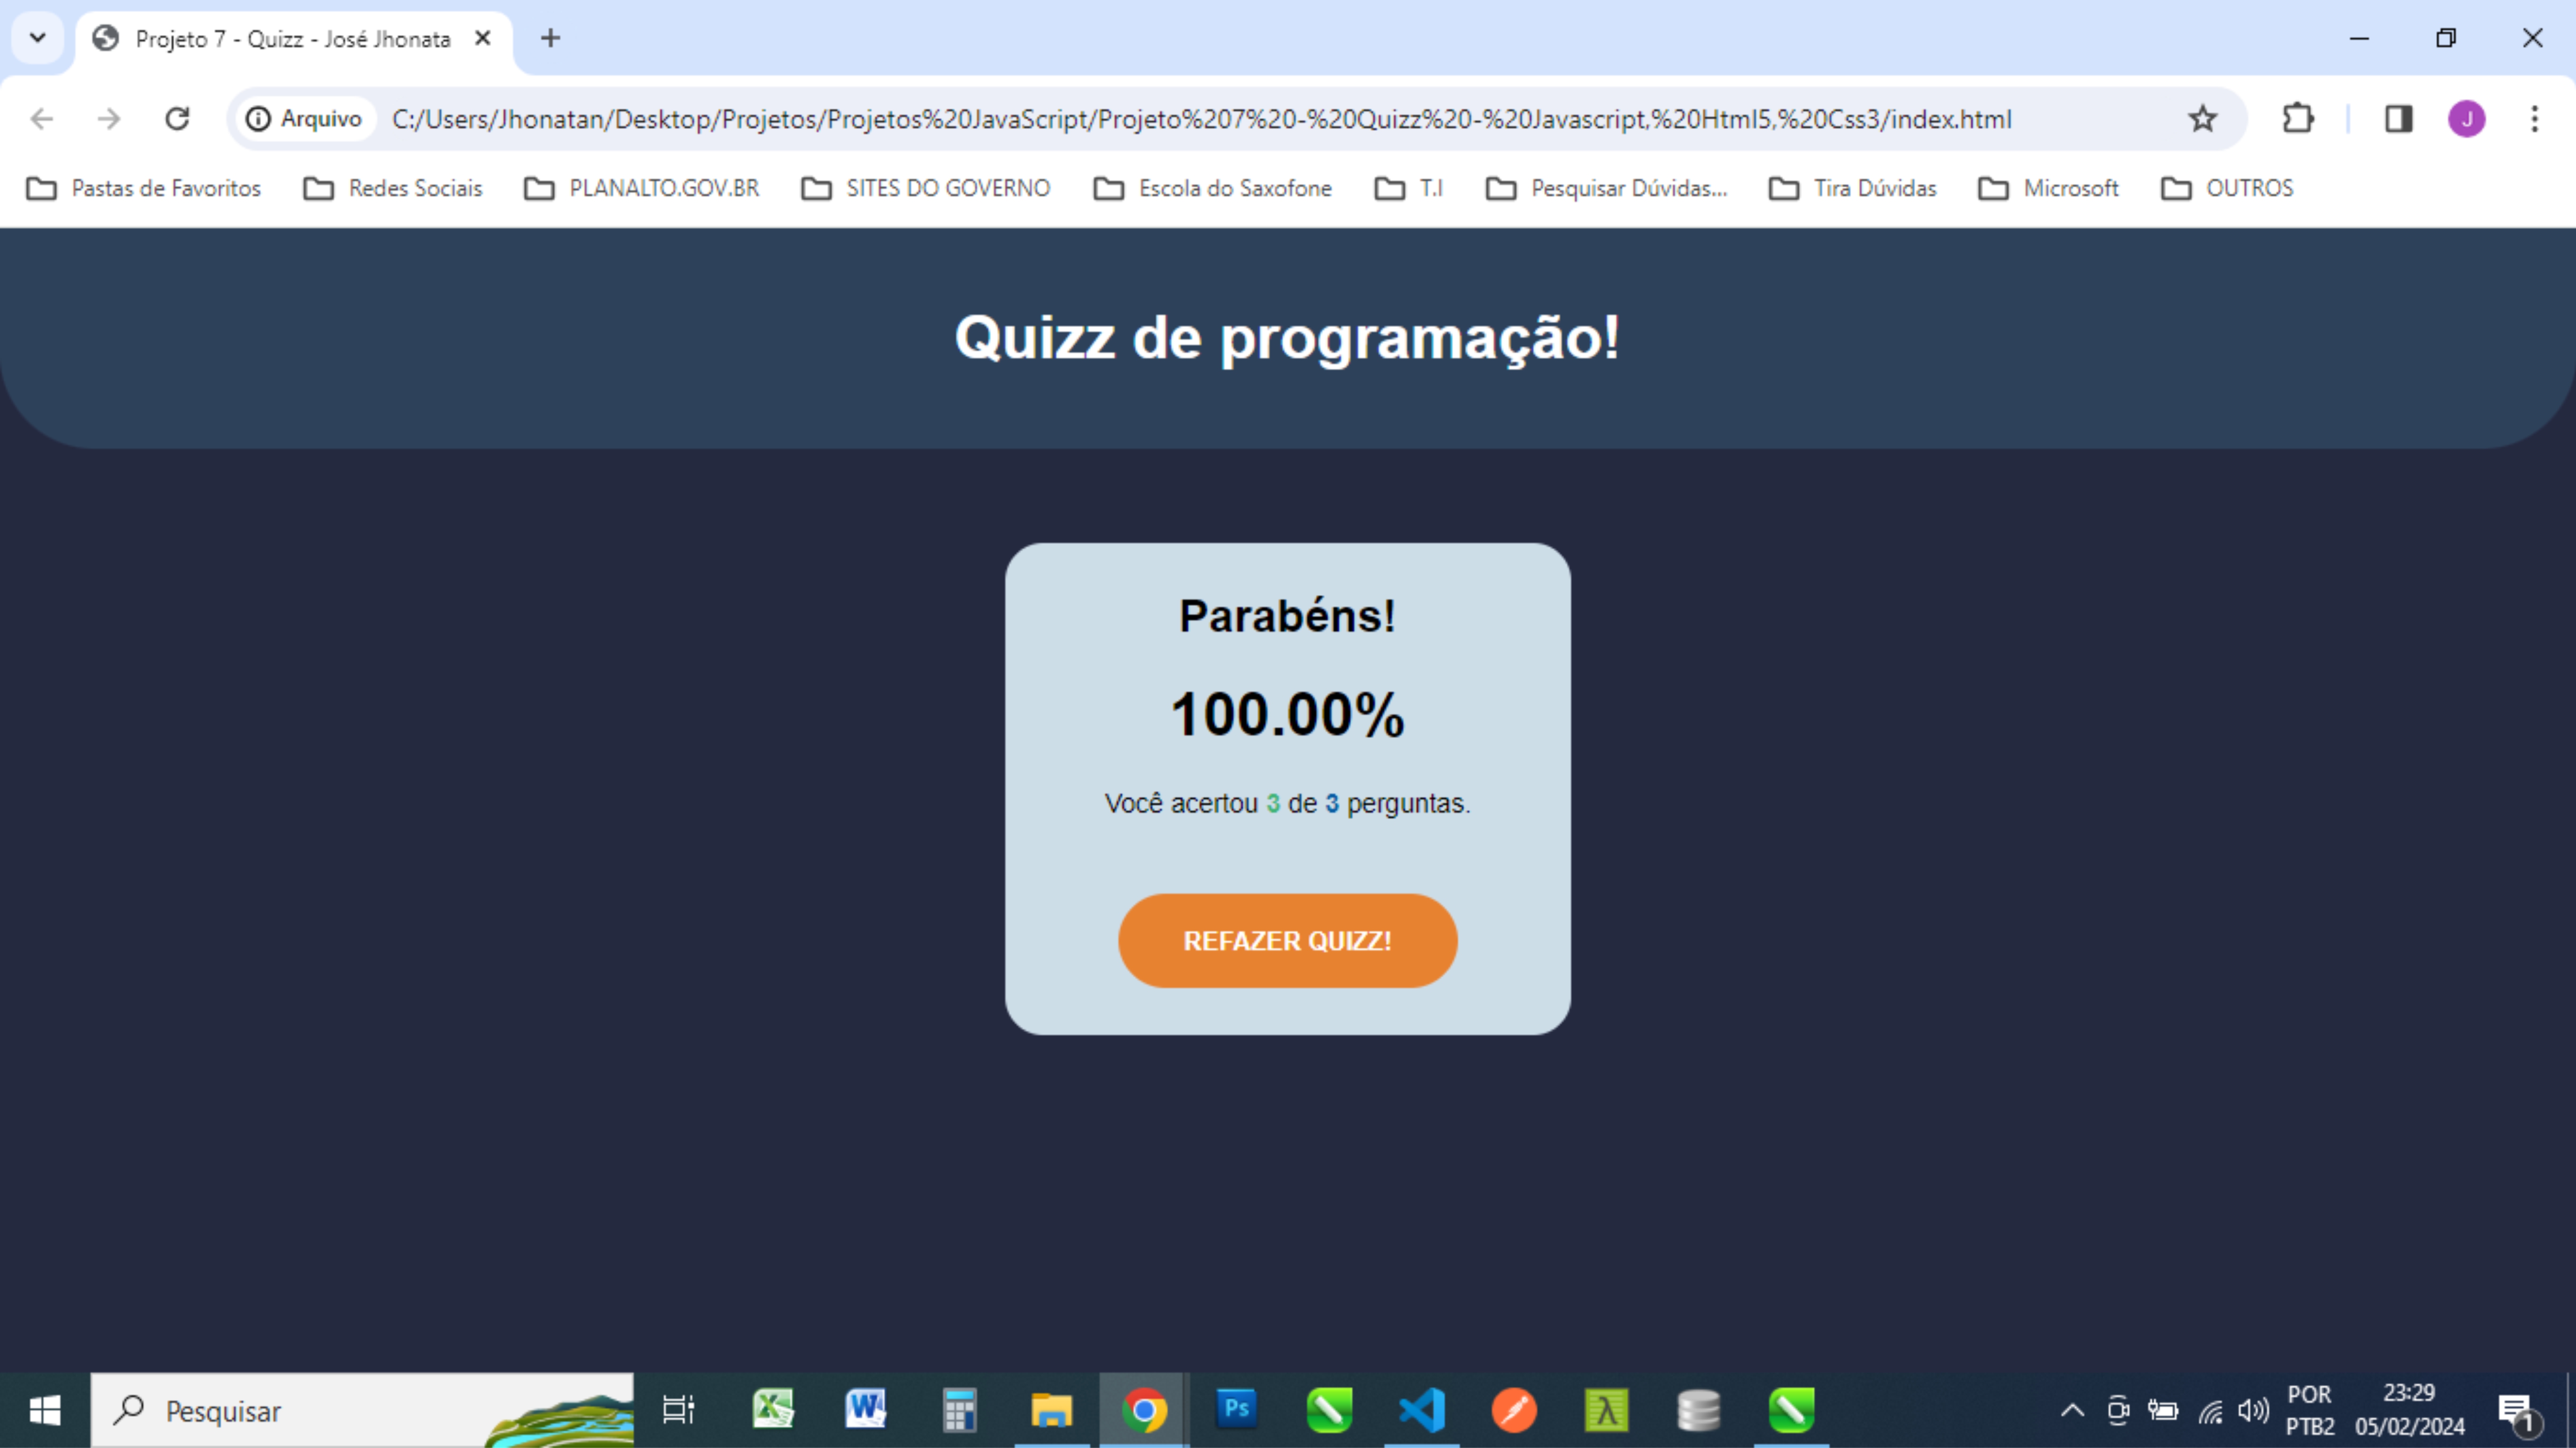 Projeto 7 - Quizz - José Jhonata
Arquivo C:/Users/Jhonatan/Desktop/Projetos/Projetos%20JavaScript/Projeto%207%20-%20Quizz%20-%20Javascript,%20Html5,%20Css3/index.html
J
Pastas de Favoritos Redes Sociais PLANALTO.GOV.BR SITES DO GOVERNO Escola do Saxofone T.I Pesquisar Dúvidas... Tira Dúvidas Microsoft OUTROS
Quizz de programação!
Parabéns!
100.00%
Você acertou 3 de 3 perguntas.
REFAZER QUIZZ!
Pesquisar
Ps
POR 23:29
PTB2 05/02/2024
1